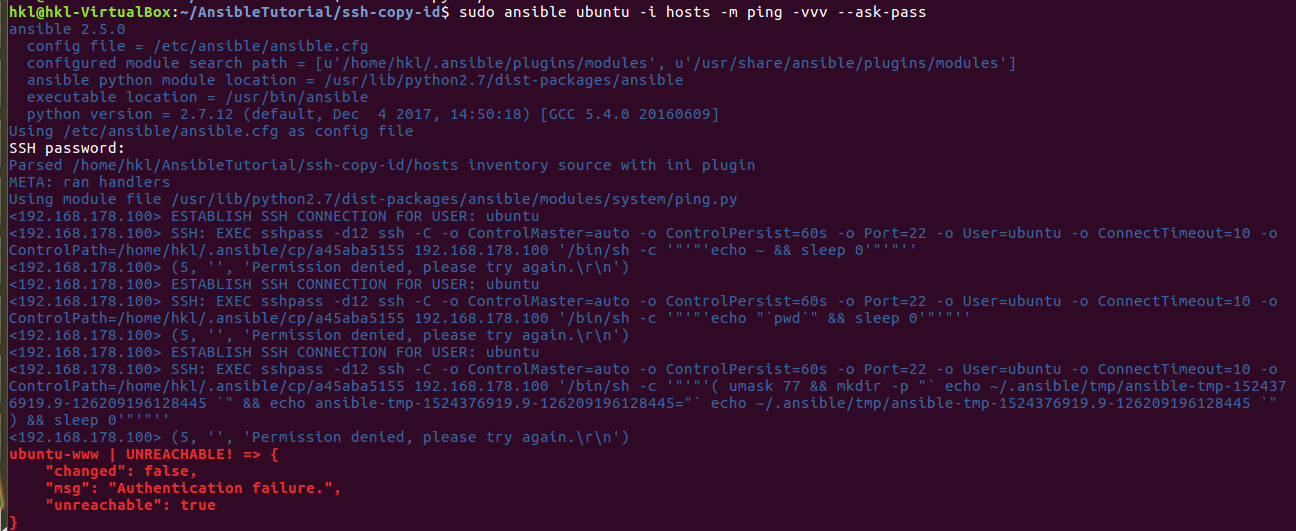 hkl@hkl-VirtualBox:~/AnsibleTutorial/ssh-copy-id$ sudo ansible ubuntu -i hosts -m ping -vvv --ask-pass
ansible 2.5.0
  config file = /etc/ansible/ansible.cfg
  configured module search path = [u'/home/hkl/.ansible/plugins/modules', u'/usr/share/ansible/plugins/modules']
  ansible python module location = /usr/lib/python2.7/dist-packages/ansible
  executable location = /usr/bin/ansible
  python version = 2.7.12 (default, Dec  4 2017, 14:50:18) [GCC 5.4.0 20160609]
Using /etc/ansible/ansible.cfg as config file
SSH password:
Parsed /home/hkl/AnsibleTutorial/ssh-copy-id/hosts inventory source with ini plugin
META: ran handlers
Using module file /usr/lib/python2.7/dist-packages/ansible/modules/system/ping.py
<192.168.178.100> ESTABLISH SSH CONNECTION FOR USER: ubuntu
<192.168.178.100> SSH: EXEC sshpass -d12 ssh -C -o ControlMaster=auto -o ControlPersist=60s -o Port=22 -o User=ubuntu -o ConnectTimeout=10 -o
ControlPath=/home/hkl/.ansible/cp/a45aba5155 192.168.178.100 '/bin/sh -c '"'"'echo ~ && sleep 0'"'"''
<192.168.178.100> (5, '', 'Permission denied, please try again.\r\n')
<192.168.178.100> ESTABLISH SSH CONNECTION FOR USER: ubuntu
<192.168.178.100> SSH: EXEC sshpass -d12 ssh -C -o ControlMaster=auto -o ControlPersist=60s -o Port=22 -o User=ubuntu -o ConnectTimeout=10 -o
ControlPath=/home/hkl/.ansible/cp/a45aba5155 192.168.178.100 '/bin/sh -c '"'"'echo "`pwd`" && sleep 0'"'"''
<192.168.178.100> (5, '', 'Permission denied, please try again.\r\n')
<192.168.178.100> ESTABLISH SSH CONNECTION FOR USER: ubuntu
<192.168.178.100> SSH: EXEC sshpass -d12 ssh -C -o ControlMaster=auto -o ControlPersist=60s -o Port=22 -o User=ubuntu -o ConnectTimeout=10 -o
ControlPath=/home/hkl/.ansible/cp/a45aba5155 192.168.178.100 '/bin/sh -c '"'"'( umask 77 && mkdir -p "` echo ~/.ansible/tmp/ansible-tmp-152437
6919.9-126209196128445 `" && echo ansible-tmp-1524376919.9-126209196128445="` echo ~/.ansible/tmp/ansible-tmp-1524376919.9-126209196128445 `"
) && sleep 0'"'"''
<192.168.178.100> (5, '', 'Permission denied, please try again.\r\n')
ubuntu-www | UNREACHABLE! => {
    "changed": false,
    "msg": "Authentication failure.",
    "unreachable": true
}